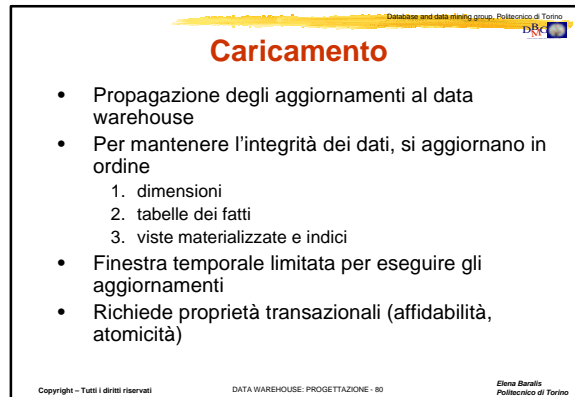 Database and data mining group, Politecnico di Torino
DBMG
Caricamento
• Propagazione degli aggiornamenti al data
warehouse
• Per mantenere l'integrità dei dati, si aggiornano in
ordine
1. dimensioni
2. tabelle dei fatti
3. viste materializzate e indici
• Finestra temporale limitata per eseguire gli
aggiornamenti
• Richiede proprietà transazionali (affidabilità,
atomicità)
Copyright – Tutti i diritti riservati
DATA WAREHOUSE: PROGETTAZIONE - 80
Elena Baralis
Politecnico di Torino